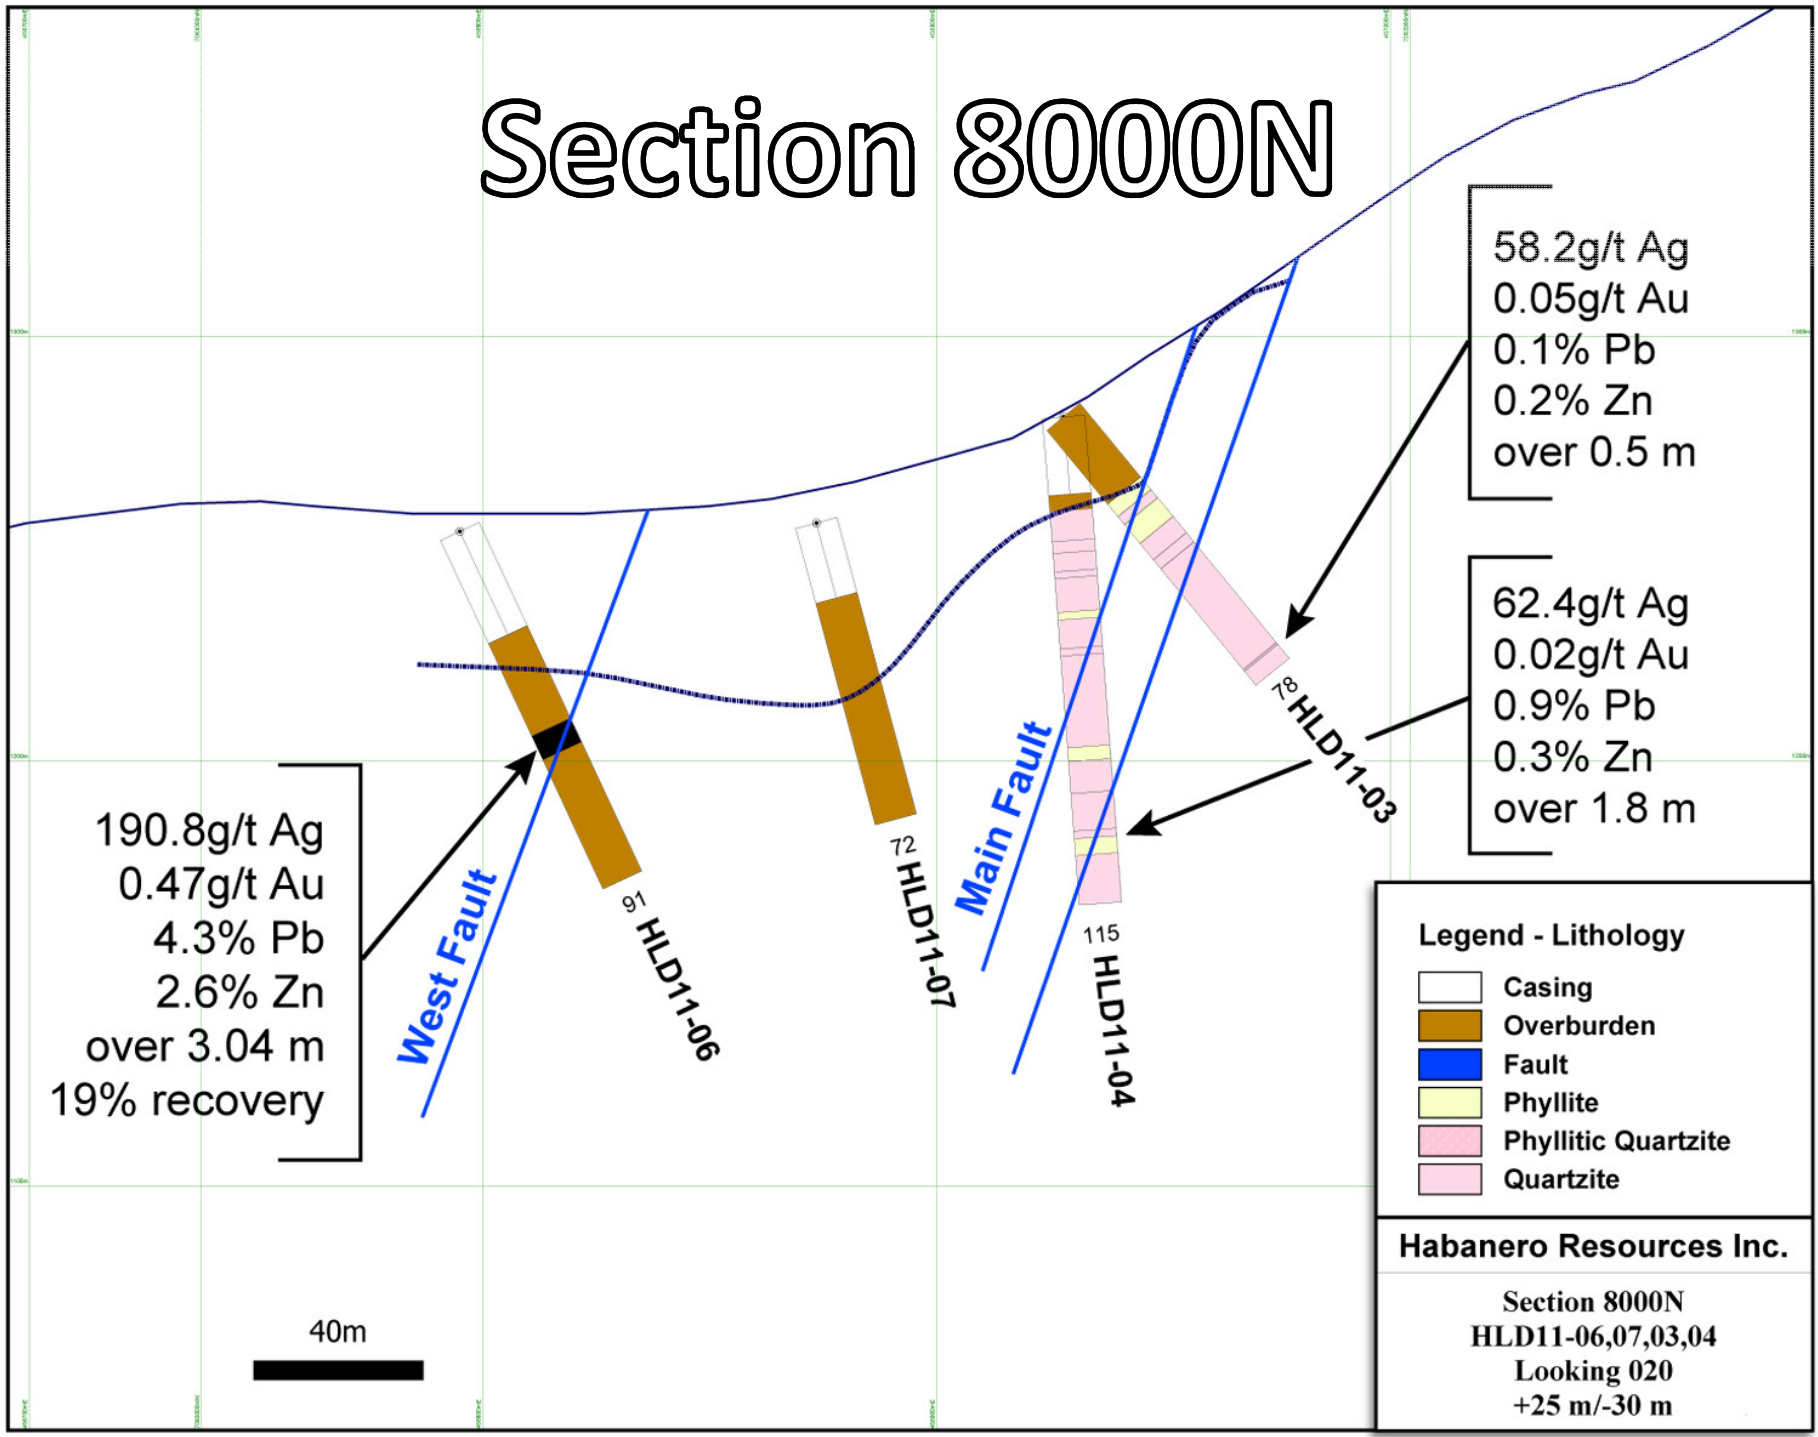 Section 8000N
58.2g/t Ag
0.05g/t Au
0.1% Pb
0.2% Zn
over 0.5 m
62.4g/t Ag
0.02g/t Au
0.9% Pb
0.3% Zn
over 1.8 m
190.8g/t Ag
0.47g/t Au
4.3% Pb
2.6% Zn
over 3.04 m
19% recovery
West Fault
91
HLD11-06
72
HLD11-07
Main Fault
115
HLD11-04
78
HLD11-03
40m
Legend - Lithology
Casing
Overburden
Fault
Phyllite
Phyllitic Quartzite
Quartzite
Habanero Resources Inc.
Section 8000N
HLD11-06,07,03,04
Looking 020
+25 m/-30 m